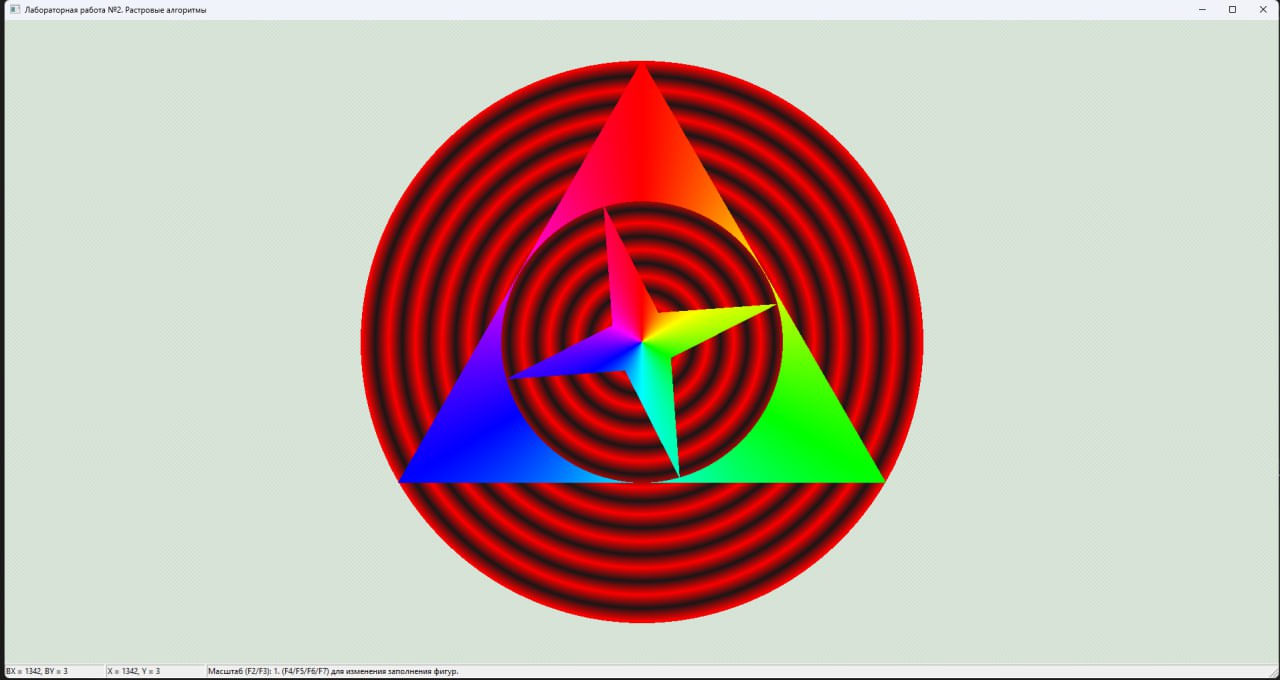 Лабораторная работа №2. Растровые алгоритмы
BX = 1342, BY = 3 X = 1342, Y = 3 Масштаб (F2/F3): 1. (F4/F5/F6/F7) для изменения заполнения фигур.